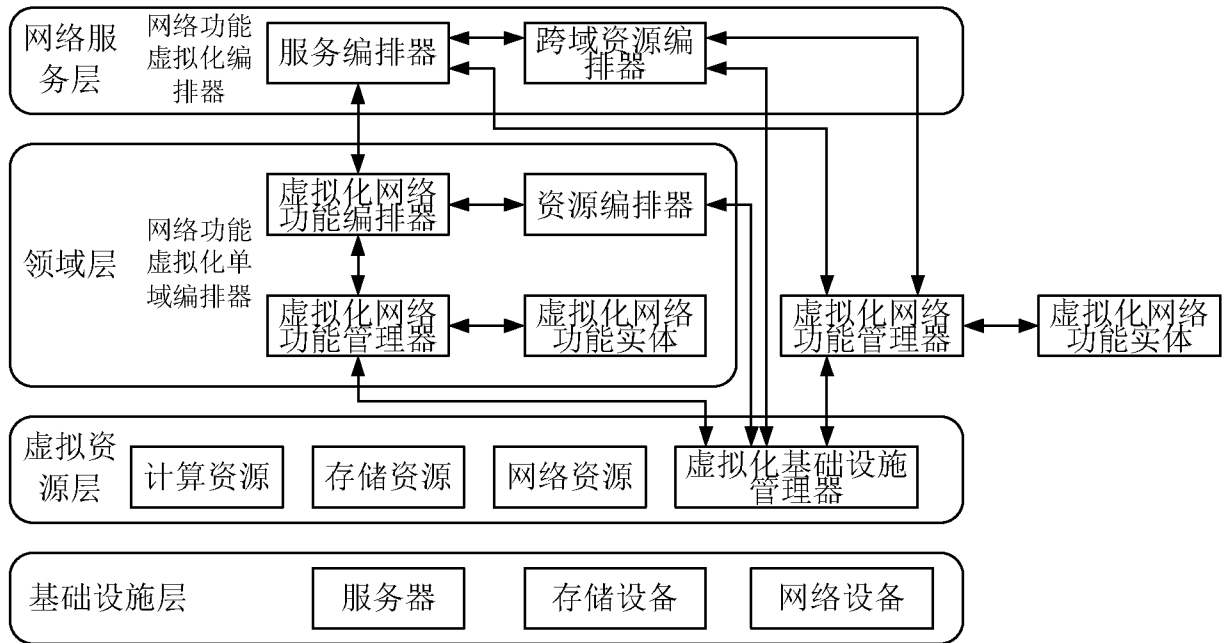 网络服
务层
网络功能
虚拟化编
排器
服务编排器
跨域资源编
排器
领域层
网络功能
虚拟化单
域编排器
虚拟化网络
功能编排器
资源编排器
虚拟化网络
功能管理器
虚拟化网络
功能实体
虚拟化网络
功能管理器
虚拟化网络
功能实体
虚拟资
源层
计算资源
存储资源
网络资源
虚拟化基础设施
管理器
基础设施层
服务器
存储设备
网络设备